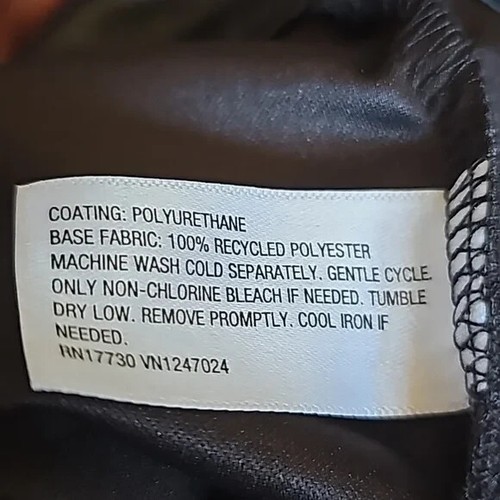 COATING: POLYURETHANE
BASE FABRIC: 100% RECYCLED POLYESTER
MACHINE WASH COLD SEPARATELY. GENTLE CYCLE.
ONLY NON-CHLORINE BLEACH IF NEEDED. TUMBLE
DRY LOW. REMOVE PROMPTLY. COOL IRON IF
NEEDED.
RN17730 VN1247024